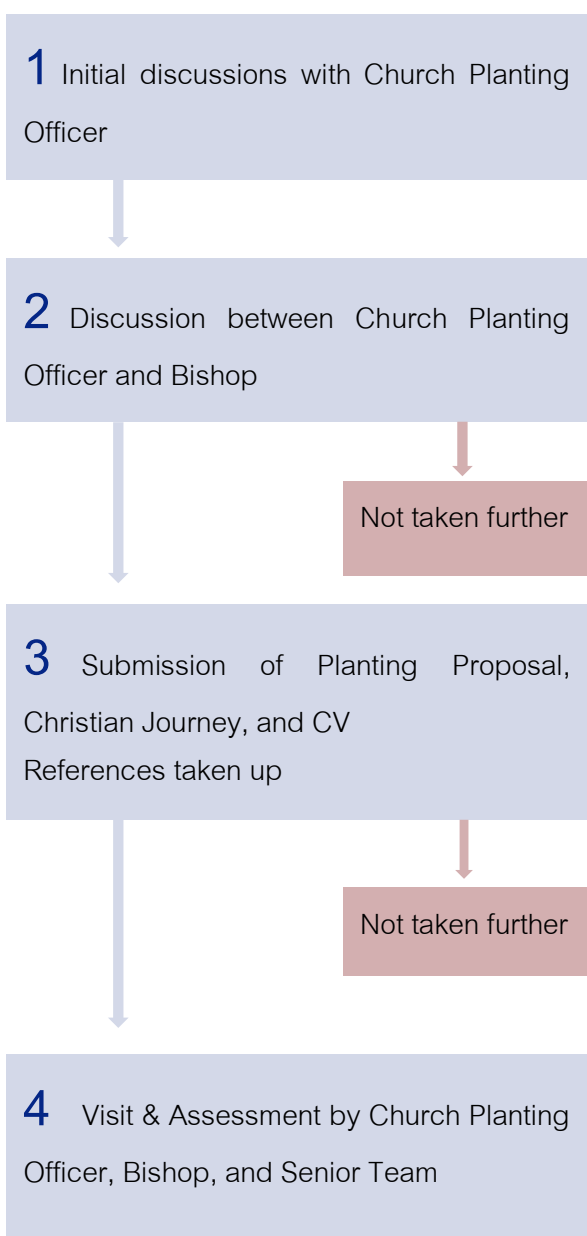 1 Initial discussions with Church Planting
Officer
2 Discussion between Church Planting
Officer and Bishop
Not taken further
3 Submission of Planting Proposal,
Christian Journey, and CV
References taken up
Not taken further
4 Visit & Assessment by Church Planting
Officer, Bishop, and Senior Team